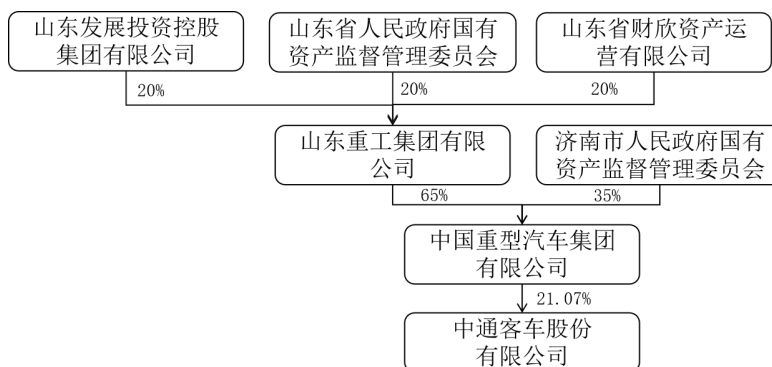 山东发展投资控股
集团有限公司
山东省人民政府国有
资产监督管理委员会
山东省财欣资产运
营有限公司
20%
20%
20%
山东重工集团有限
公司
济南市人民政府国有
资产监督管理委员会
65%
35%
中国重型汽车集团
有限公司
21.07%
中通客车股份
有限公司